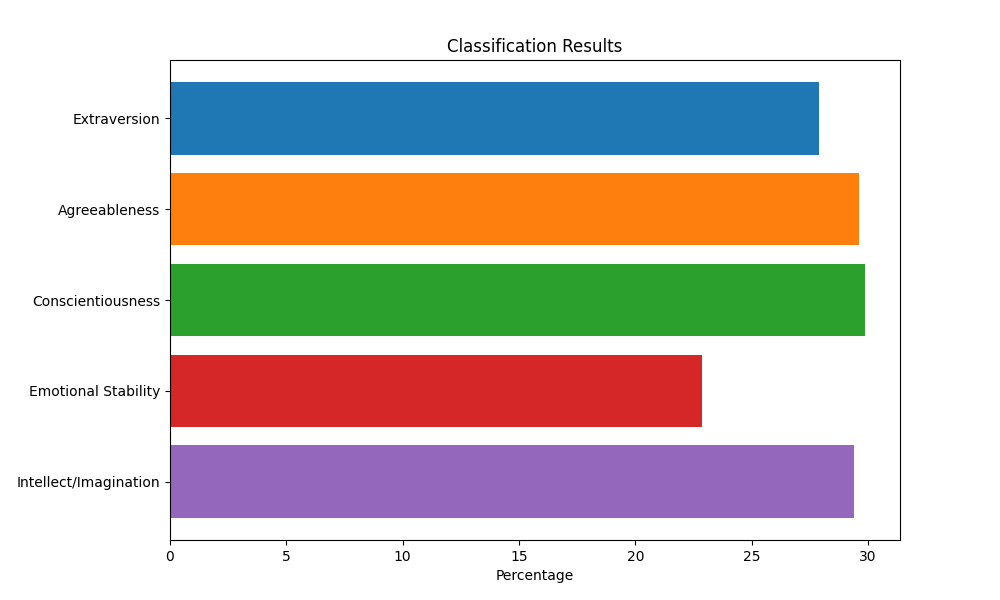 Classification Results
Extraversion
Agreeableness
Conscientiousness
Emotional Stability
Intellect/Imagination
0 5 10 15 20 25 30
Percentage